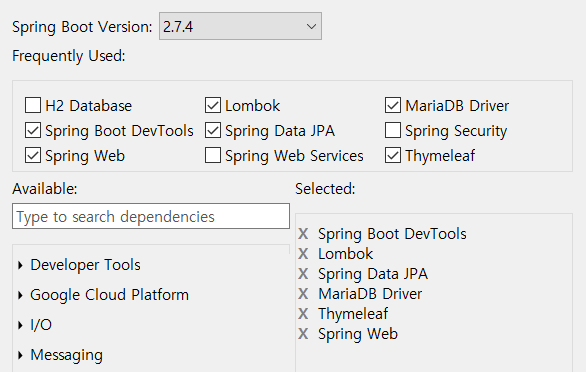 Spring Boot Version: 2.7.4
Frequently Used:
H2 Database Lombok MariaDB Driver
Spring Boot DevTools Spring Data JPA Spring Security
Spring Web Spring Web Services Thymeleaf
Available: Selected:
Type to search dependencies
Developer Tools
Google Cloud Platform
I/O
Messaging
X Spring Boot DevTools
X Lombok
X Spring Data JPA
X MariaDB Driver
X Thymeleaf
X Spring Web